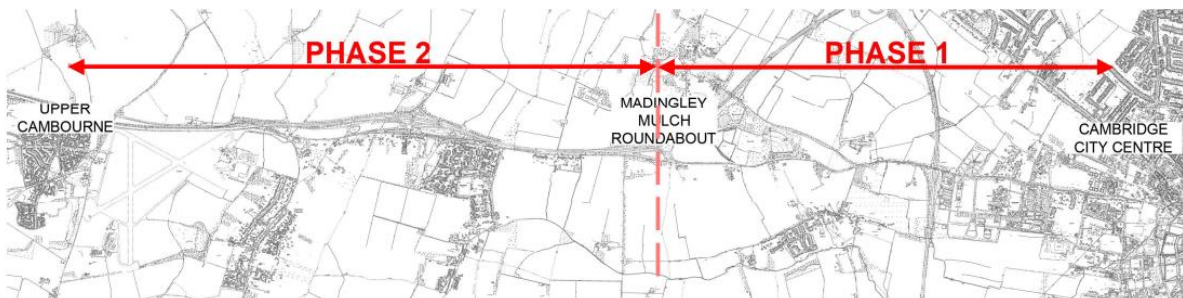 PHASE 2
PHASE 1
UPPER
CAMBOURNE
MADINGLEY
MULCH
ROUNDABOUT
CAMBRIDGE
CITY CENTRE